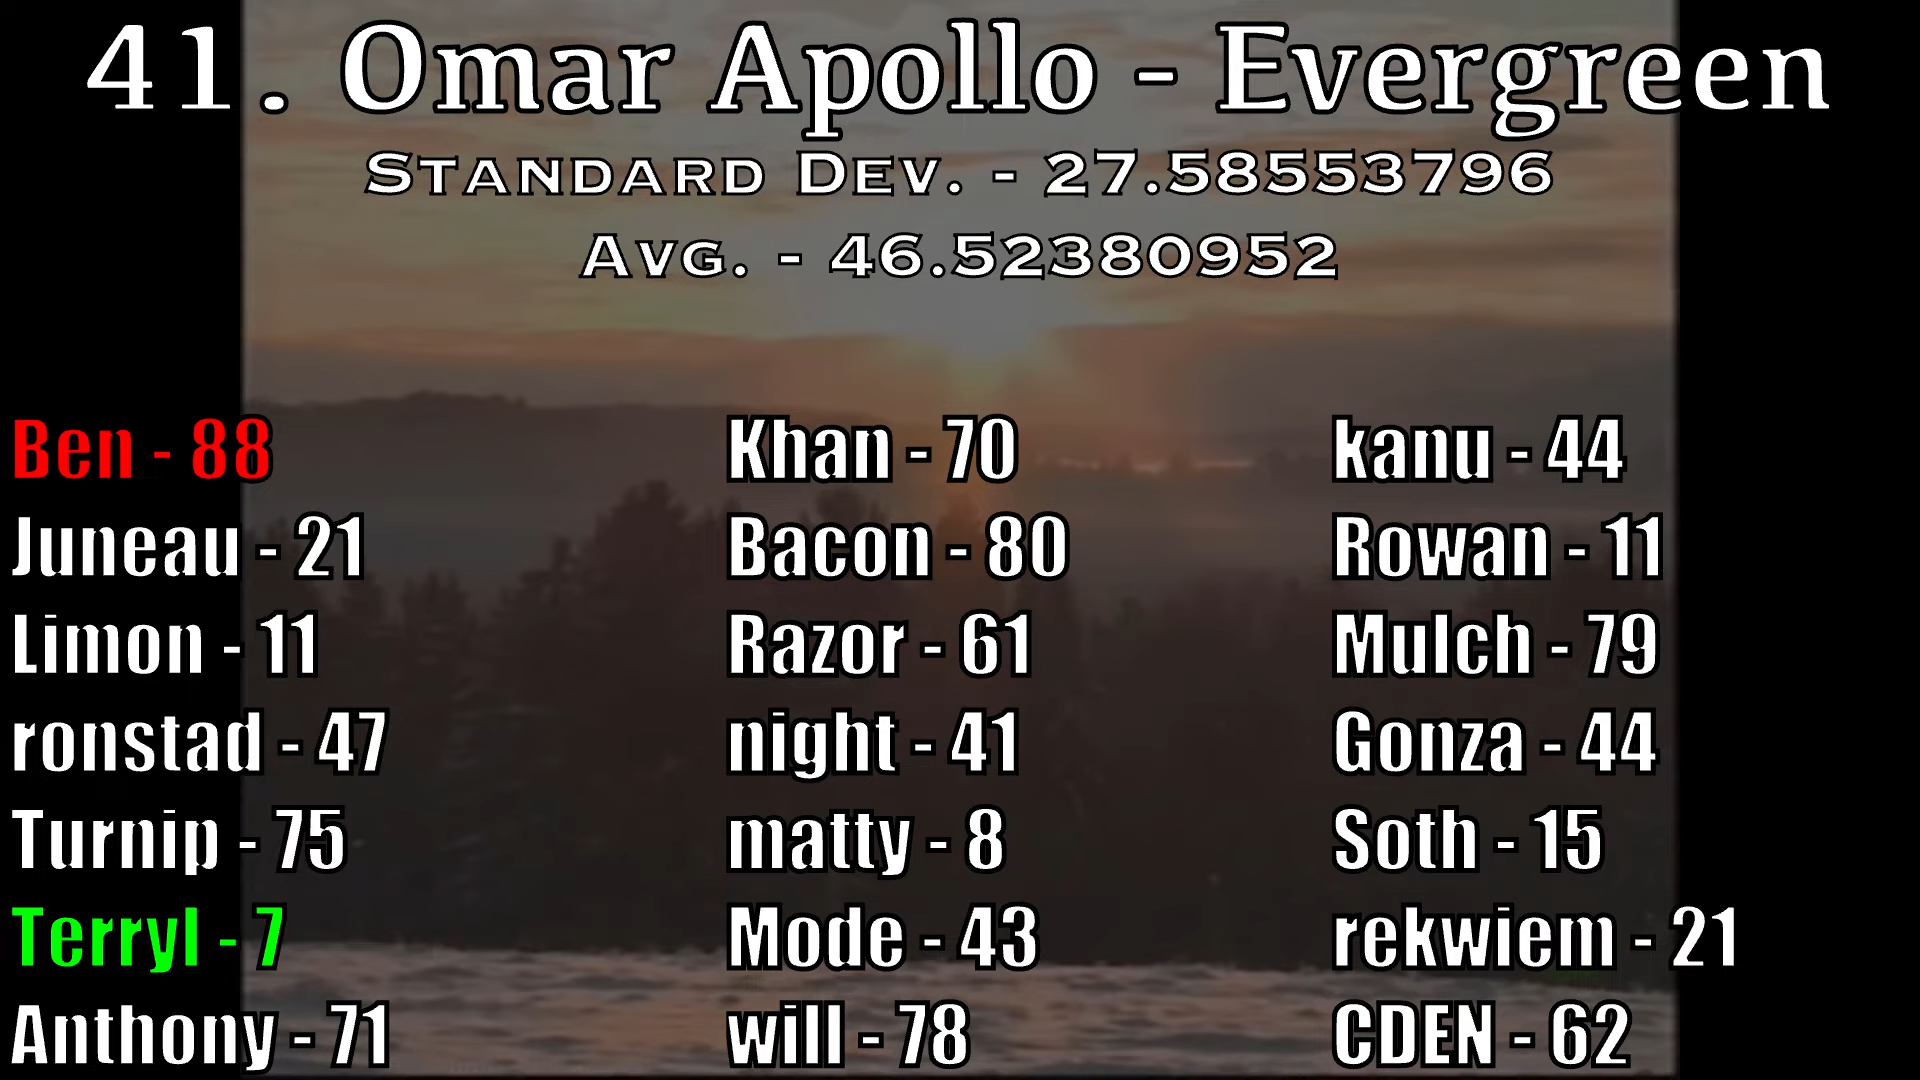 41. Omar Apollo - Evergreen
Standard Dev. - 27.58553796
Avg. - 46.52380952
Ben - 88
Juneau - 21
Limon - 11
ronstad - 47
Turnip - 75
Terryl - 7
Anthony - 71
Khan - 70
Bacon - 80
Razor - 61
night - 41
matty - 8
Mode - 43
will - 78
kanu - 44
Rowan - 11
Mulch - 79
Gonza - 44
Soth - 15
rekwiem - 21
CDEN - 62